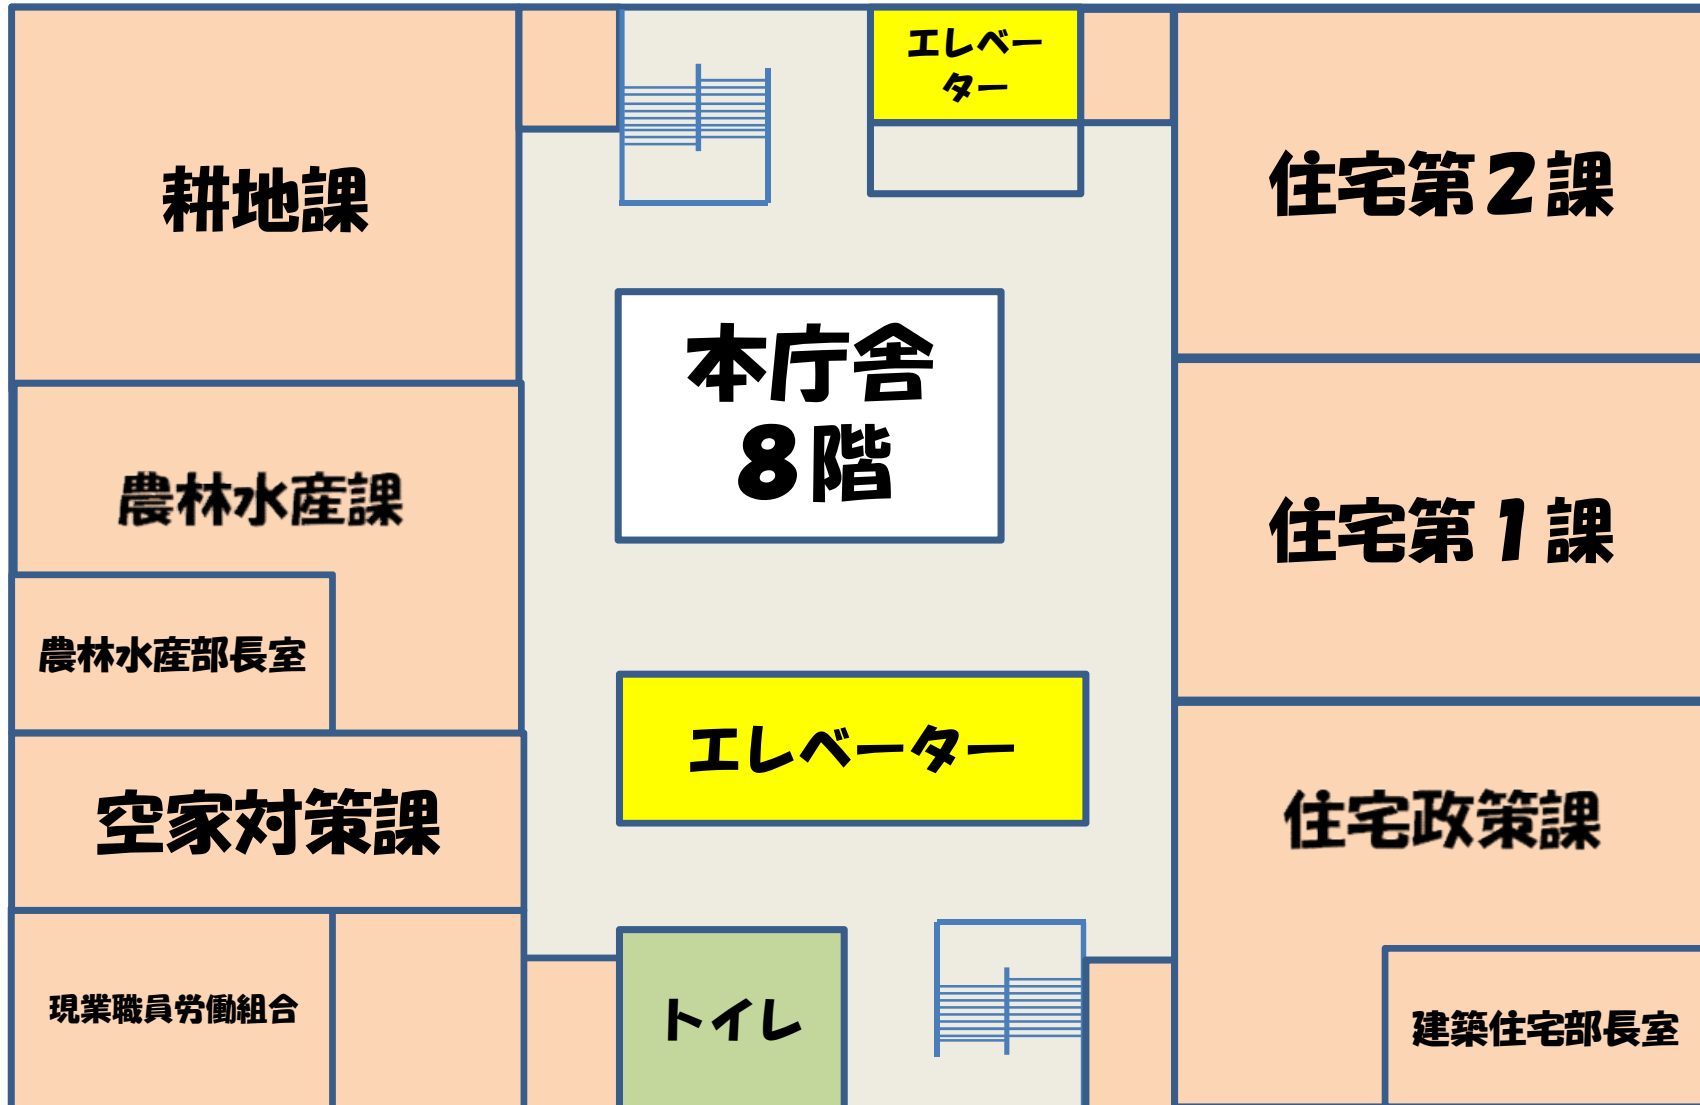 エレベー
ター
耕地課
住宅第2課
本庁舎
8階
農林水産課
住宅第1課
農林水産部長室
エレベーター
空家対策課
住宅政策課
現業職員労働組合
トイレ
建築住宅部長室